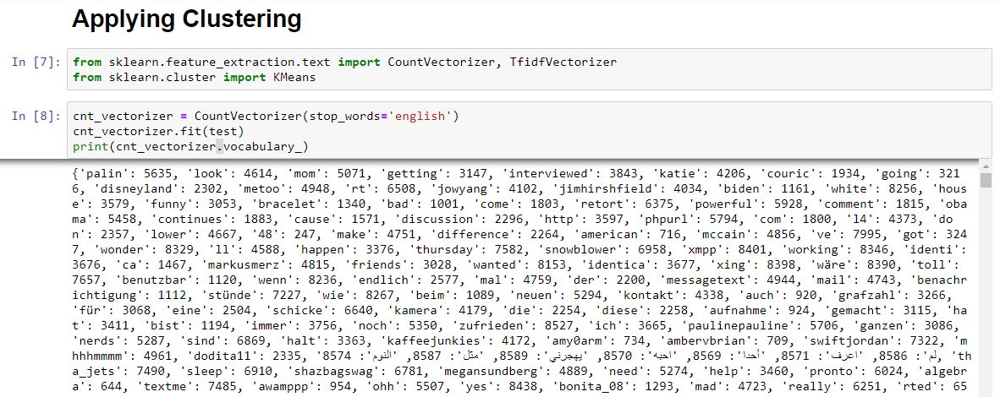 Applying Clustering
In [7]: from sklearn.feature_extraction.text import CountVectorizer, TfidfVectorizer
from sklearn.cluster import KMeans
In [8]: cnt_vectorizer = CountVectorizer(stop_words='english')
cnt_vectorizer.fit(test)
print(cnt_vectorizer.vocabulary_)
{'palin': 5635, 'look': 4614, 'mom': 5071, 'getting': 3147, 'interviewed': 3843, 'katie': 4206, 'couric': 1934, 'going': 321
6, 'disneyland': 2302, 'metoo': 4948, 'rt': 6508, 'jowyang': 4102, 'jimhirshfield': 4034, 'biden': 1161, 'white': 8256, 'hous
e': 3579, 'funny': 3053, 'bracelet': 1340, 'bad': 1001, 'come': 1803, 'retort': 6375, 'powerful': 5928, 'comment': 1815, 'oba
ma': 5458, 'continues': 1883, 'cause': 1571, 'discussion': 2296, 'http': 3597, 'phpurl': 5794, 'com': 1800, 'l4': 4373, 'do
n': 2357, 'lower': 4667, '48': 247, 'make': 4751, 'difference': 2264, 'american': 716, 'mccain': 4856, 've': 7995, 'got': 324
7, 'wonder': 8329, 'll': 4588, 'happen': 3376, 'thursday': 7582, 'snowblower': 6958, 'xmpp': 8401, 'working': 8346, 'identi':
3676, 'ca': 1467, 'markusmerz': 4815, 'friends': 3028, 'wanted': 8153, 'identica': 3677, 'xing': 8398, 'wäre': 8390, 'toll':
7657, 'benutzbar': 1120, 'wenn': 8236, 'endlich': 2577, 'mal': 4759, 'der': 2200, 'messagetext': 4944, 'mail': 4743, 'benach
richtigung': 1112, 'stünde': 7227, 'wie': 8267, 'beim': 1089, 'neuen': 5294, 'kontakt': 4338, 'auch': 920, 'grafzahl': 3266,
'für': 3068, 'eine': 2504, 'schicke': 6640, 'kamera': 4179, 'die': 2254, 'diese': 2258, 'aufnahme': 924, 'gemacht': 3115, 'ha
t': 3411, 'bist': 1194, 'immer': 3756, 'noch': 5350, 'zufrieden': 8527, 'ich': 3665, 'paulinepauline': 5706, 'ganzen': 3086,
'nerds': 5287, 'sind': 6869, 'halt': 3363, 'kaffeejunkies': 4172, 'amy0arm': 734, 'ambervbrian': 709, 'swiftjordan': 7322, 'm
hhhmmmm': 4961, 'dodita11': 2335, 'لم': 8586, 'اعرف': 8571, 'أحدا': 8569, 'احبه': 8570, 'يهجرني': 8589, 'مثل': 8587, 'النوم': 8574, 'the
a_jets': 7490, 'sleep': 6910, 'shazbagswag': 6781, 'megansundberg': 4889, 'need': 5274, 'help': 3460, 'pronto': 6024, 'algeb
ra': 644, 'textme': 7485, 'awamppp': 954, 'ohh': 5507, 'yes': 8438, 'bonita_08': 1293, 'mad': 4723, 'really': 6251, 'rted': 65